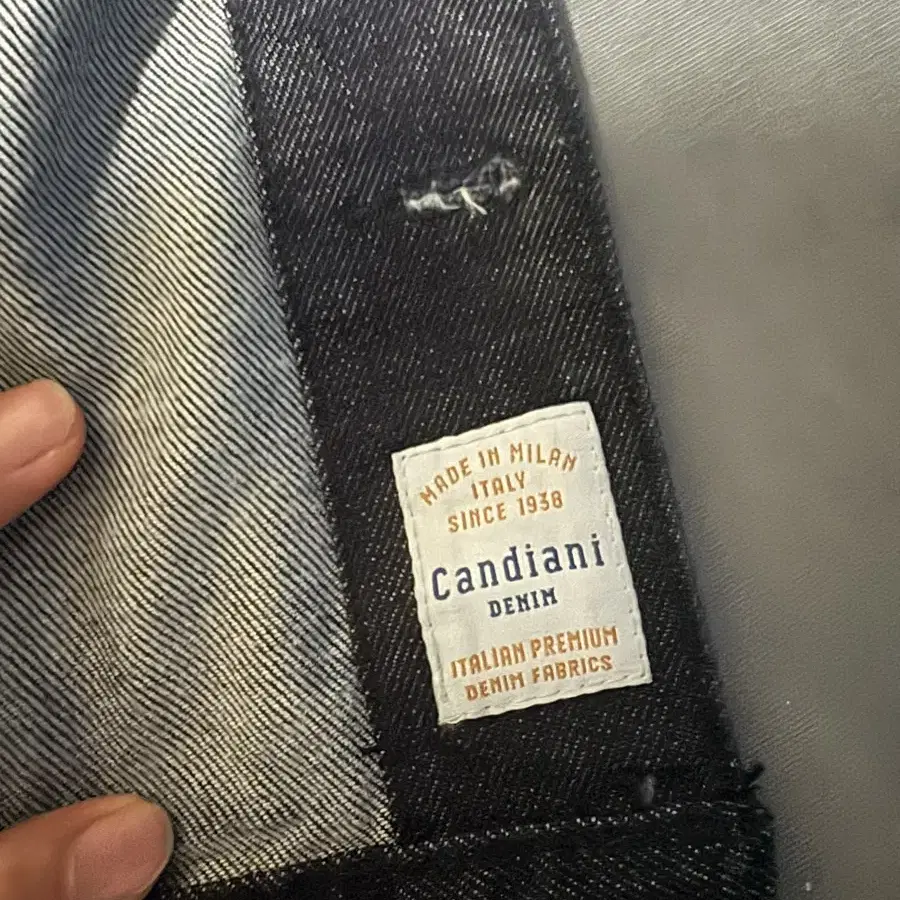 MADE IN MILAN
ITALY
SINCE 1938
Candiani
DENIM
ITALIAN PREMIUM
DENIM FABRICS